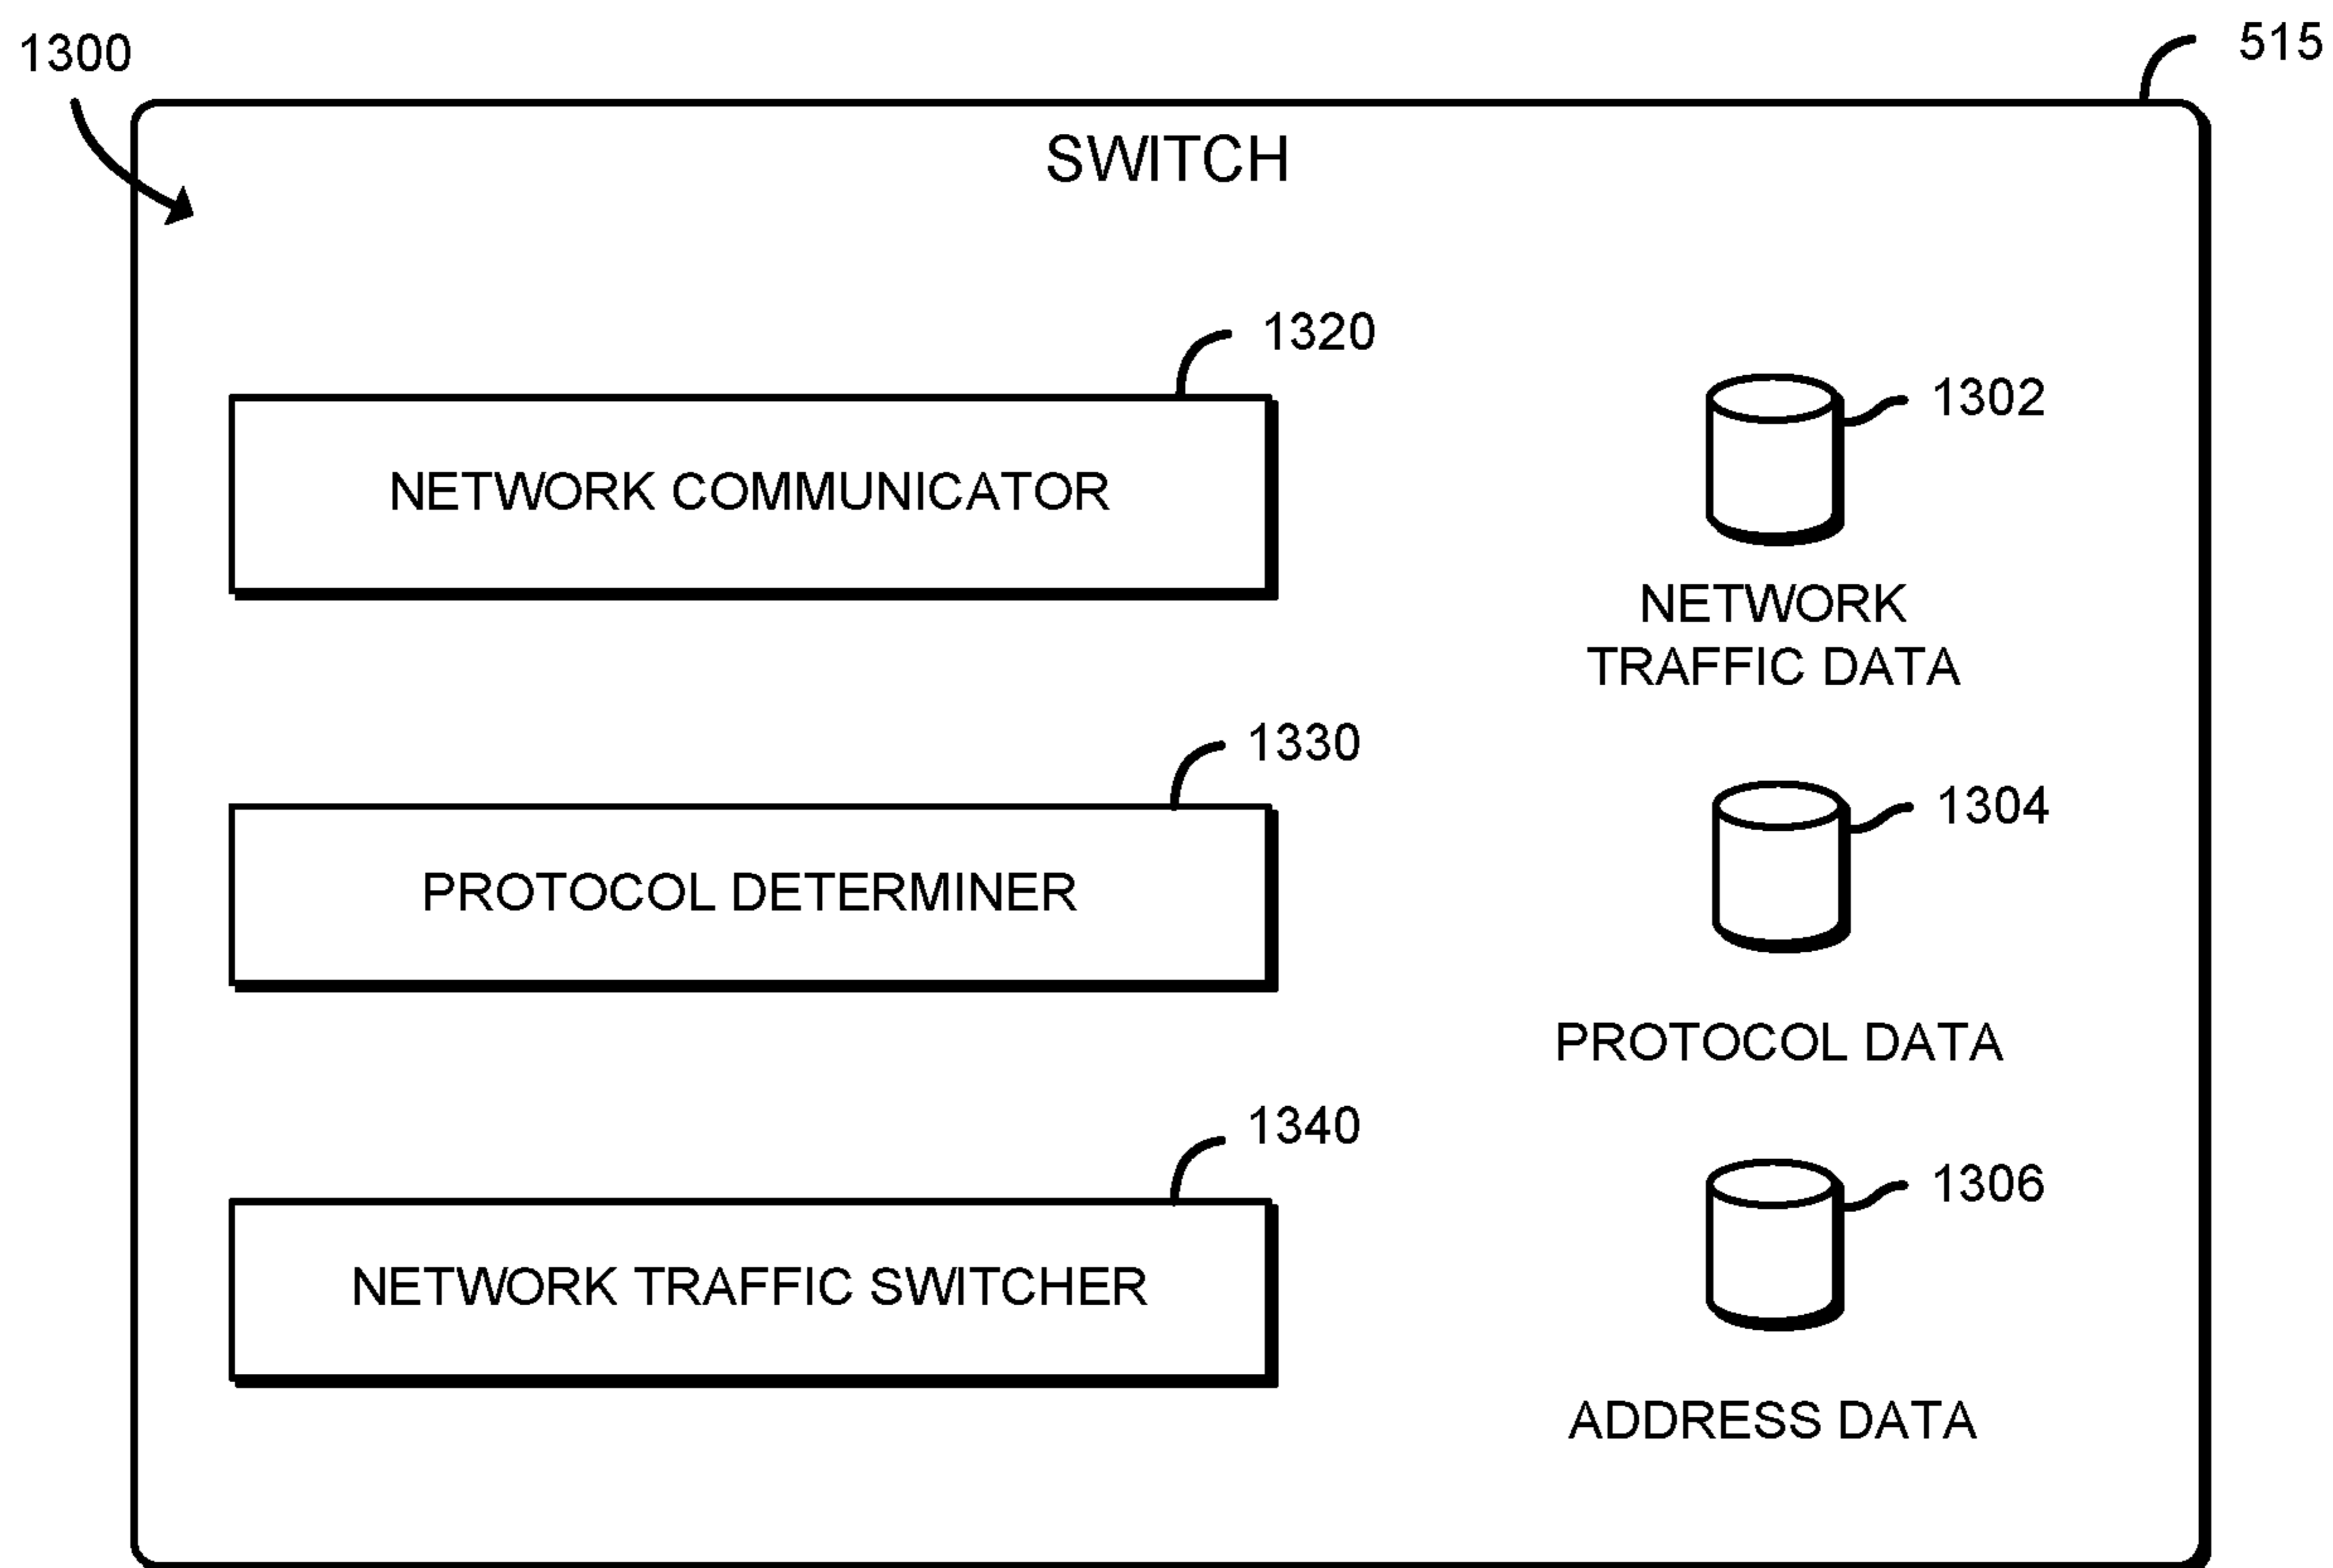 1300
515
SWITCH
1320
NETWORK COMMUNICATOR
1302
NETWORK
TRAFFIC DATA
1330
PROTOCOL DETERMINER
1304
PROTOCOL DATA
1340
NETWORK TRAFFIC SWITCHER
1306
ADDRESS DATA